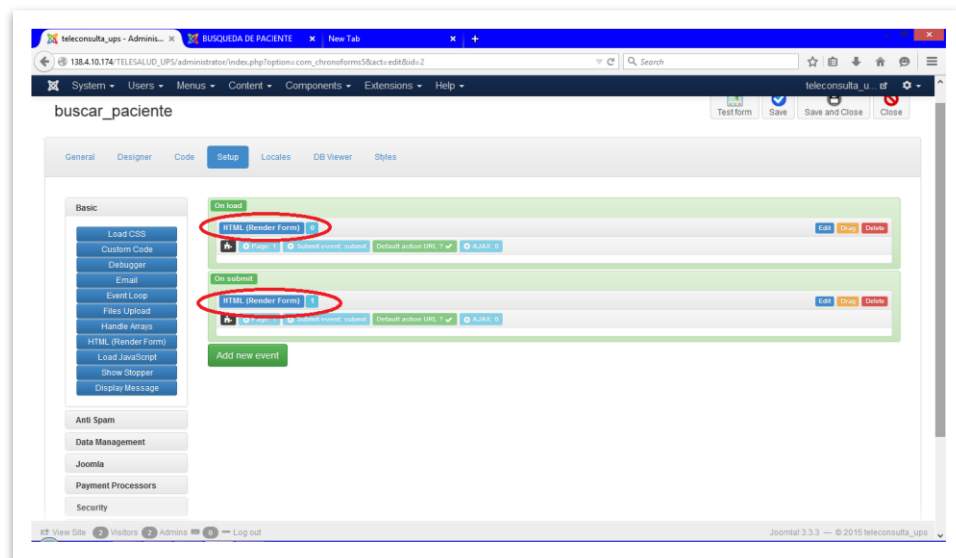 teleconsulta_ups - Adminis... × BUSQUEDA DE PACIENTE × New Tab × +
138.4.10.174/TELESALUD_UPS/administrator/index.php?option=com_chronoforms5&act=edit&id=2 Search
System Users Menus Content Components Extensions Help teleconsulta_u...
buscar_paciente
Test form Save Save and Close Close
General Designer Code Setup Locales DB Viewer Styles
Basic
Load CSS
Custom Code
Debugger
Email
Event Loop
Files Upload
Handle Arrays
HTML (Render Form)
Load JavaScript
Show Stopper
Display Message
Anti Spam
Data Management
Joomla
Payment Processors
Security
On load
HTML (Render Form) 0 Edit Drag Delete
Page: 1 Submit event: submit Default action URL ? AJAX: 0
On submit
HTML (Render Form) 1 Edit Drag Delete
Page: 1 Submit event: submit Default action URL ? AJAX: 0
Add new event
View Site 2 Visitors 2 Admins 0 Log out Joomla! 3.3.3 — © 2015 teleconsulta_ups